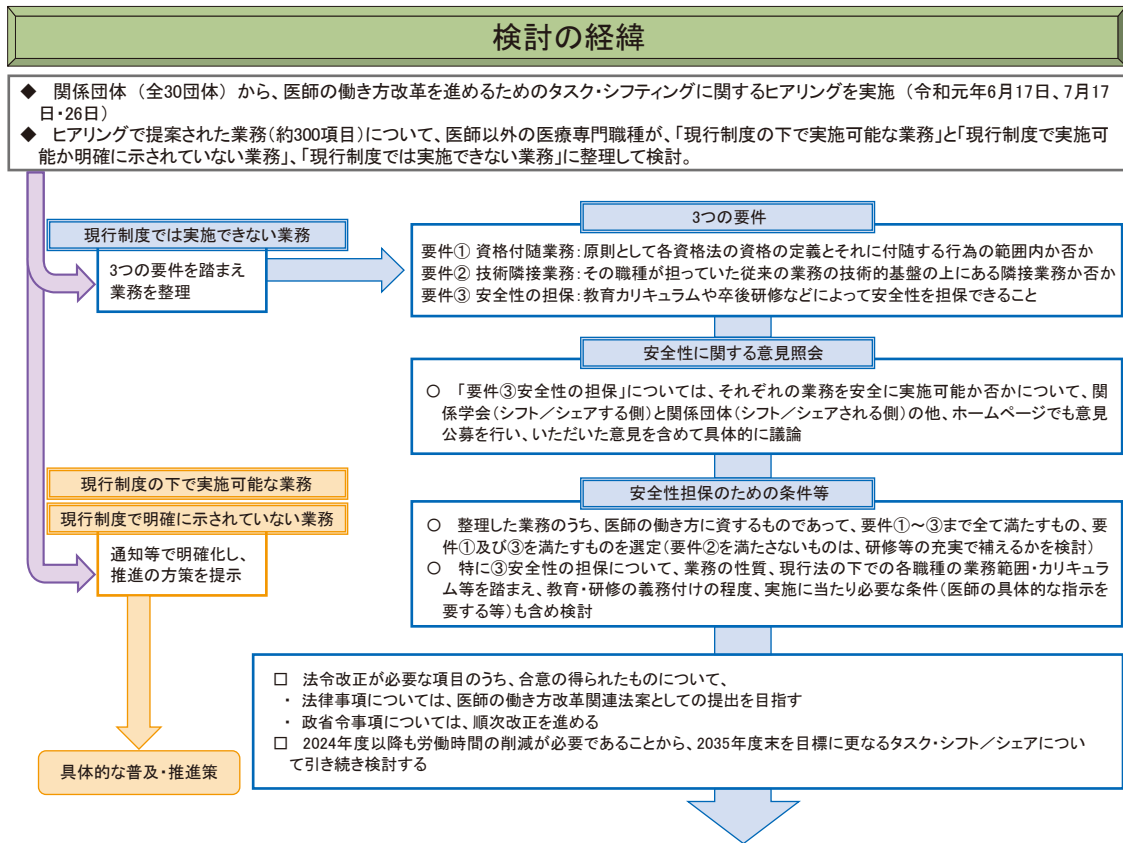 検討の経緯
◆ 関係団体（全30団体）から、医師の働き方改革を進めるためのタスク・シフティングに関するヒアリングを実施（令和元年6月17日、7月17
日・26日）
◆ ヒアリングで提案された業務（約300項目）について、医師以外の医療専門職種が、「現行制度の下で実施可能な業務」と「現行制度で実施可
能か明確に示されていない業務」、「現行制度では実施できない業務」に整理して検討。
現行制度では実施できない業務
3つの要件を踏まえ
業務を整理
3つの要件
要件① 資格付随業務：原則として各資格法の資格の定義とそれに付随する行為の範囲内か否か
要件② 技術隣接業務：その職種が担っていた従来の業務の技術的基盤の上にある隣接業務か否か
要件③ 安全性の担保：教育カリキュラムや卒後研修などによって安全性を担保できること
安全性に関する意見照会
○ 「要件③安全性の担保」については、それぞれの業務を安全に実施可能か否かについて、関
係学会（シフト／シェアする側）と関係団体（シフト／シェアされる側）の他、ホームページでも意見
公募を行い、いただいた意見を含めて具体的に議論
現行制度の下で実施可能な業務
現行制度で明確に示されていない業務
通知等で明確化し、
推進の方策を提示
安全性担保のための条件等
○ 整理した業務のうち、医師の働き方に資するものであって、要件①～③まで全て満たすもの、要
件①及び③を満たすものを選定（要件②を満たさないものは、研修等の充実で補えるかを検討）
○ 特に③安全性の担保について、業務の性質、現行法の下での各職種の業務範囲・カリキュラ
ム等を踏まえ、教育・研修の義務付けの程度、実施に当たり必要な条件（医師の具体的な指示を
要する等）も含め検討
□ 法令改正が必要な項目のうち、合意の得られたものについて、
・ 法律事項については、医師の働き方改革関連法案としての提出を目指す
・ 政省令事項については、順次改正を進める
□ 2024年度以降も労働時間の削減が必要であることから、2035年度末を目標に更なるタスク・シフト／シェアについ
て引き続き検討する
具体的な普及・推進策